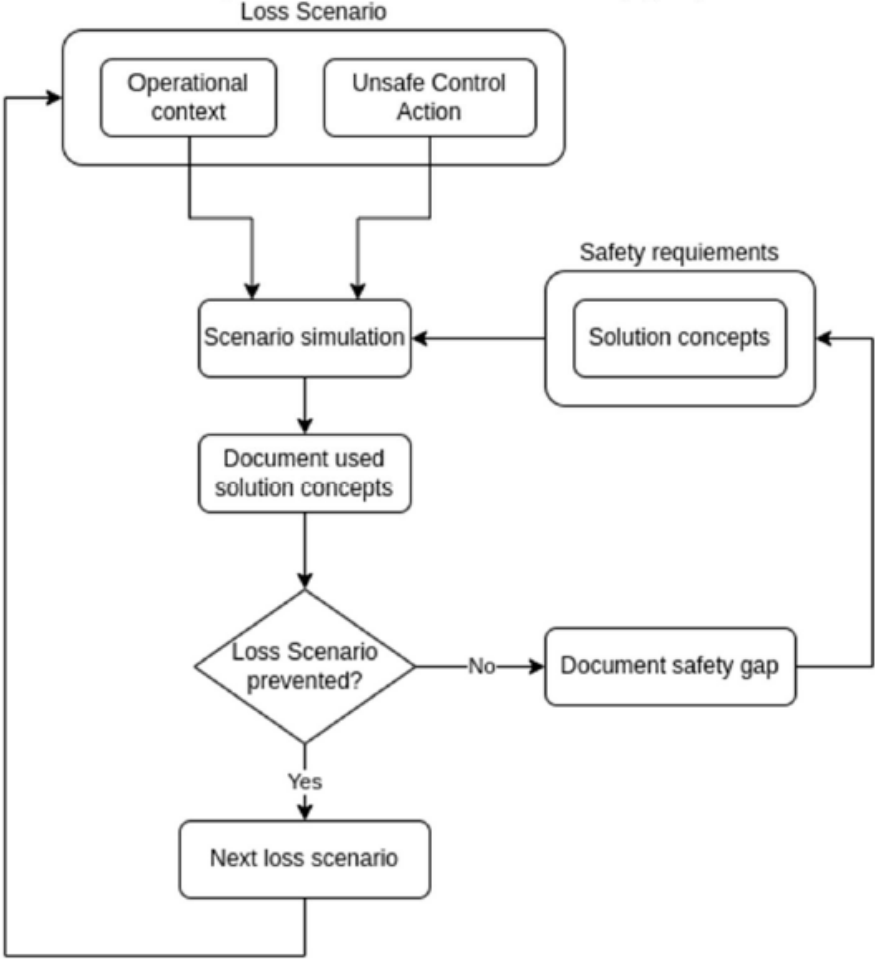 Loss Scenario
Operational
context
Unsafe Control
Action
Safety requiements
Scenario simulation
Solution concepts
Document used
solution concepts
Loss Scenario
prevented?
No
Document safety gap
Yes
Next loss scenario